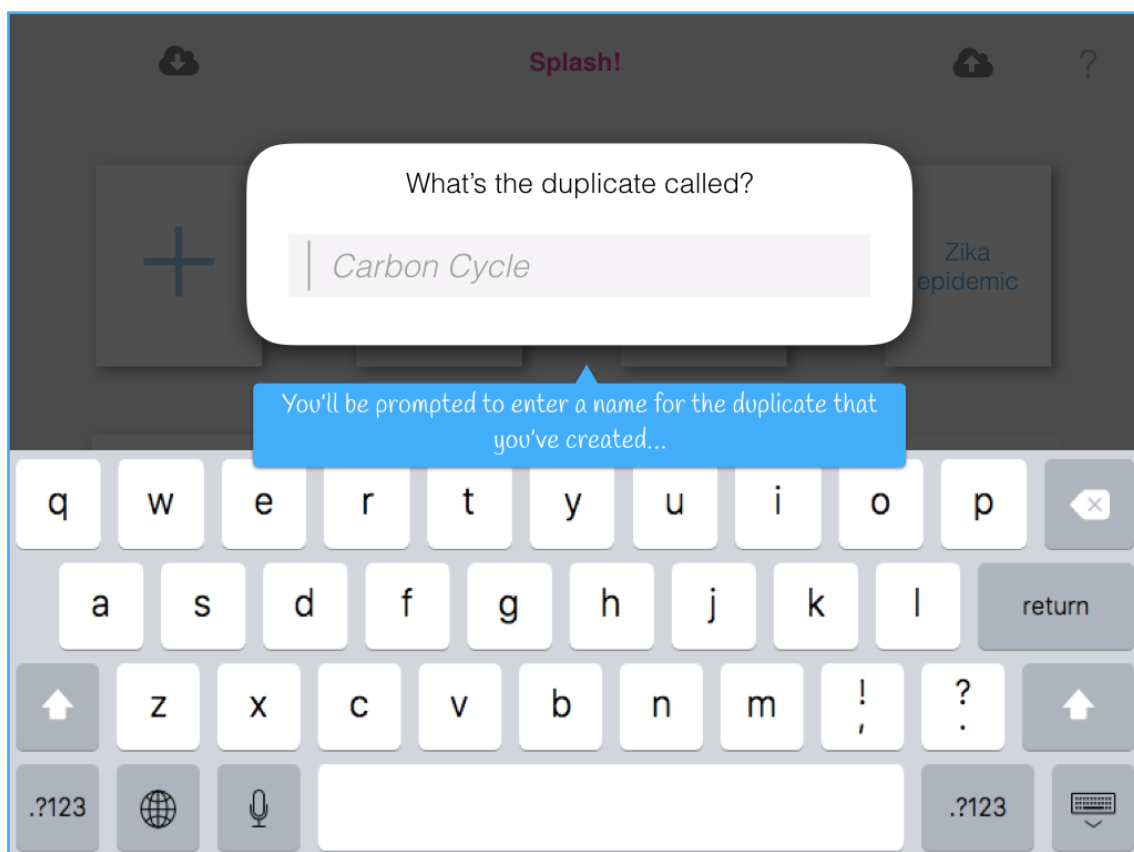 Splash!
?
What's the duplicate called?
Carbon Cycle
Zika
epidemic
You'll be prompted to enter a name for the duplicate that
you've created...
q w e r t y u i o p
a s d f g h j k l return
z x c v b n m ! , ? .
.?123 .?123